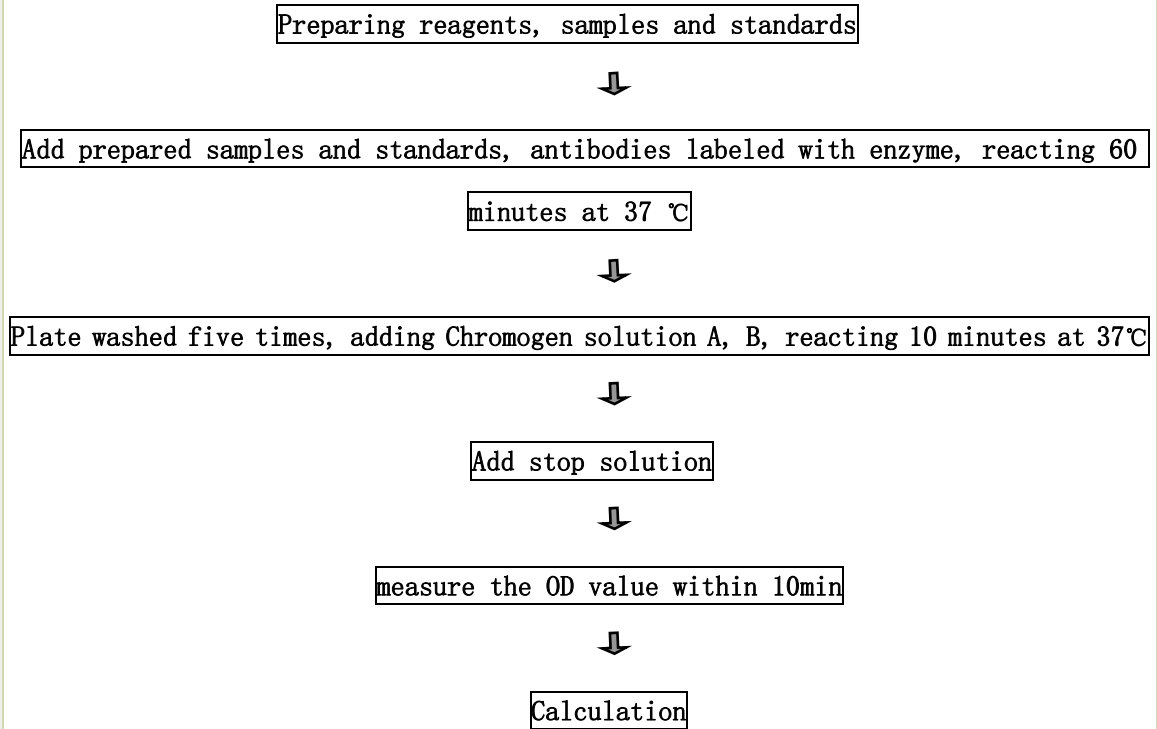 Preparing reagents, samples and standards
Add prepared samples and standards, antibodies labeled with enzyme, reacting 60
minutes at 37 ℃
Plate washed five times, adding Chromogen solution A, B, reacting 10 minutes at 37℃
Add stop solution
measure the OD value within 10min
Calculation